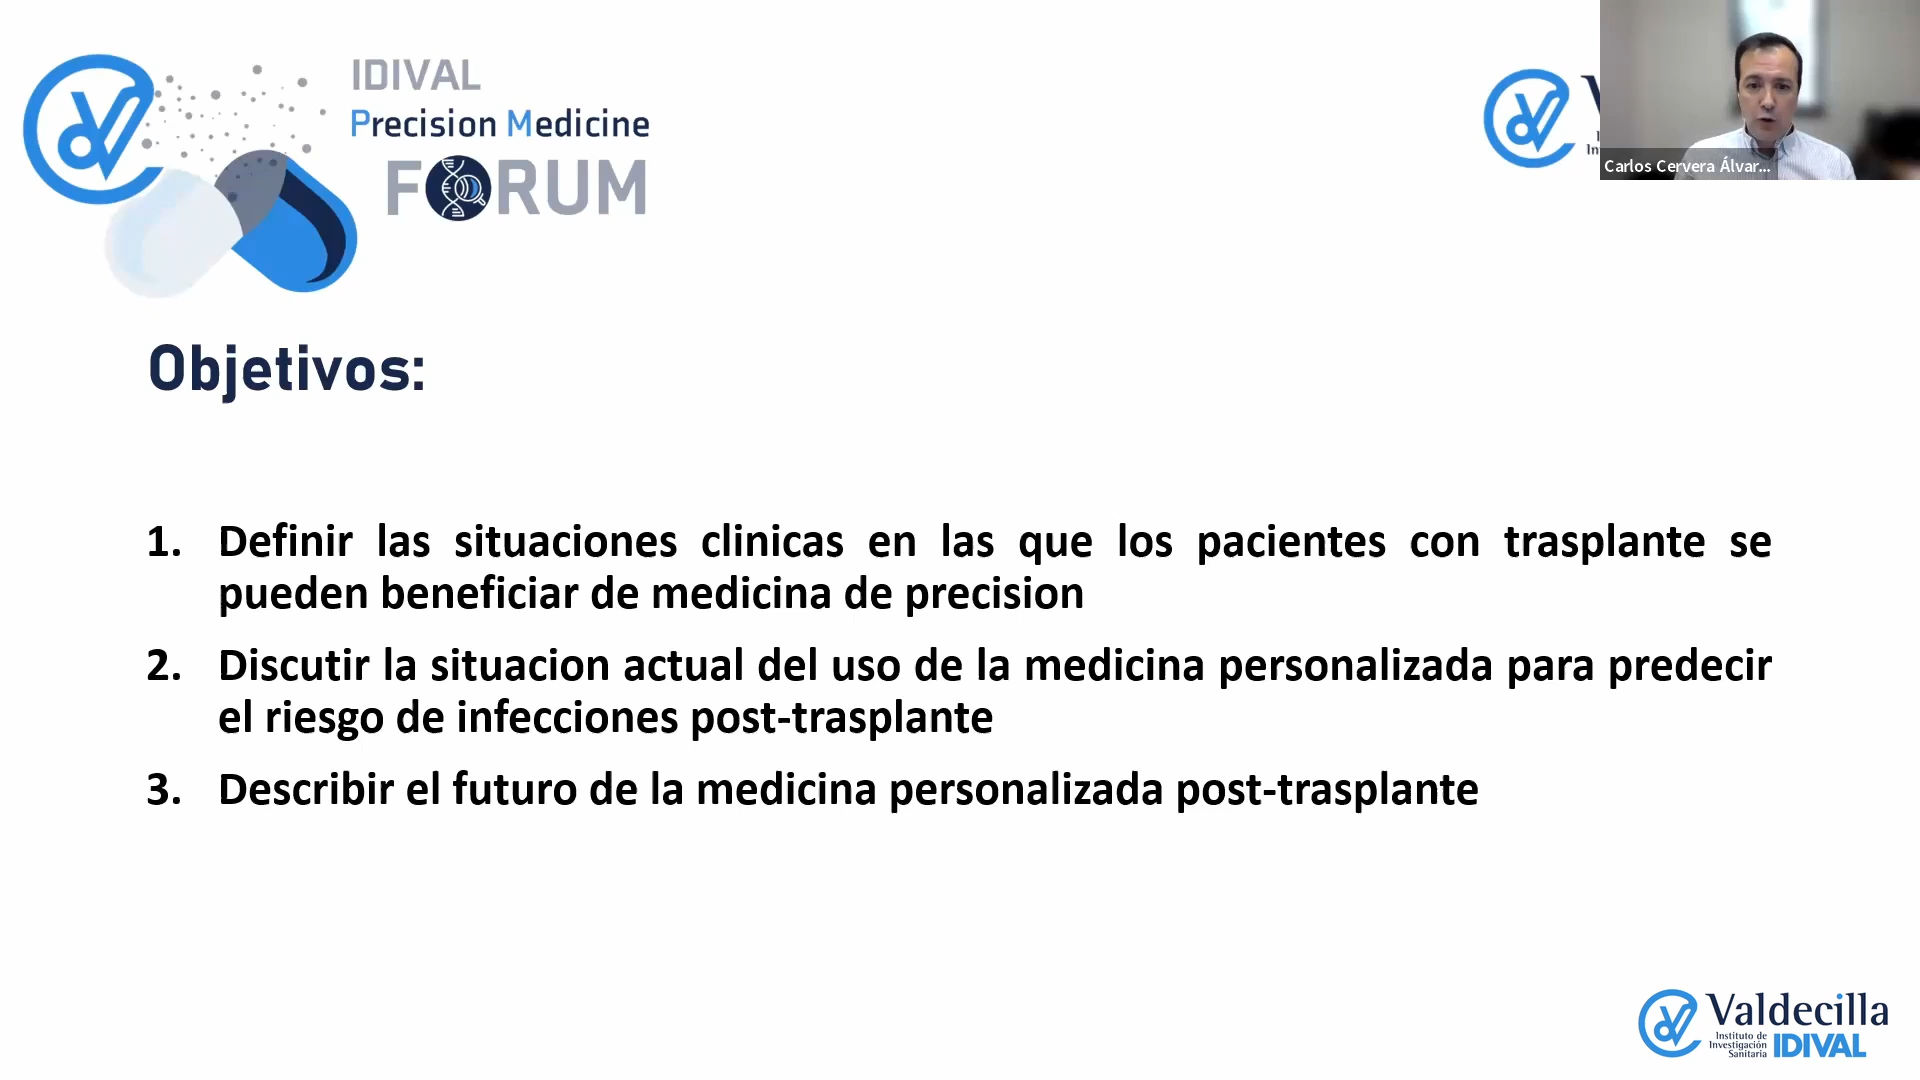 IDIVAL
Precision Medicine
FORUM
Carlos Cervera Álvar...
Objetivos:
1. Definir las situaciones clinicas en las que los pacientes con trasplante se
pueden beneficiar de medicina de precision
2. Discutir la situacion actual del uso de la medicina personalizada para predecir
el riesgo de infecciones post-trasplante
3. Describir el futuro de la medicina personalizada post-trasplante
Valdecilla
Instituto de
Investigación
Sanitaria
IDIVAL